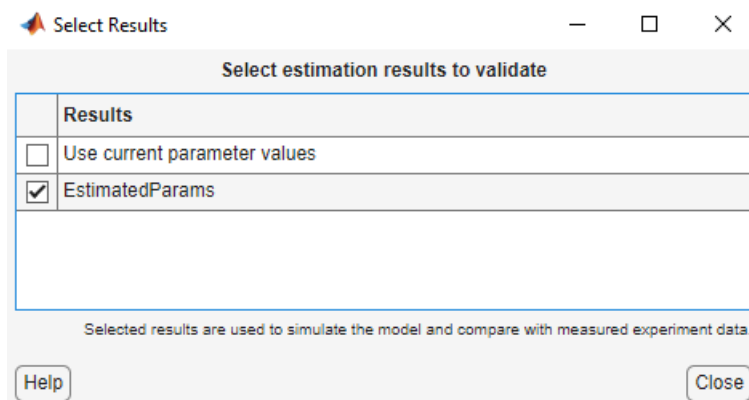 Select Results
Select estimation results to validate
Results
Use current parameter values
EstimatedParams
Selected results are used to simulate the model and compare with measured experiment data
Help
Close